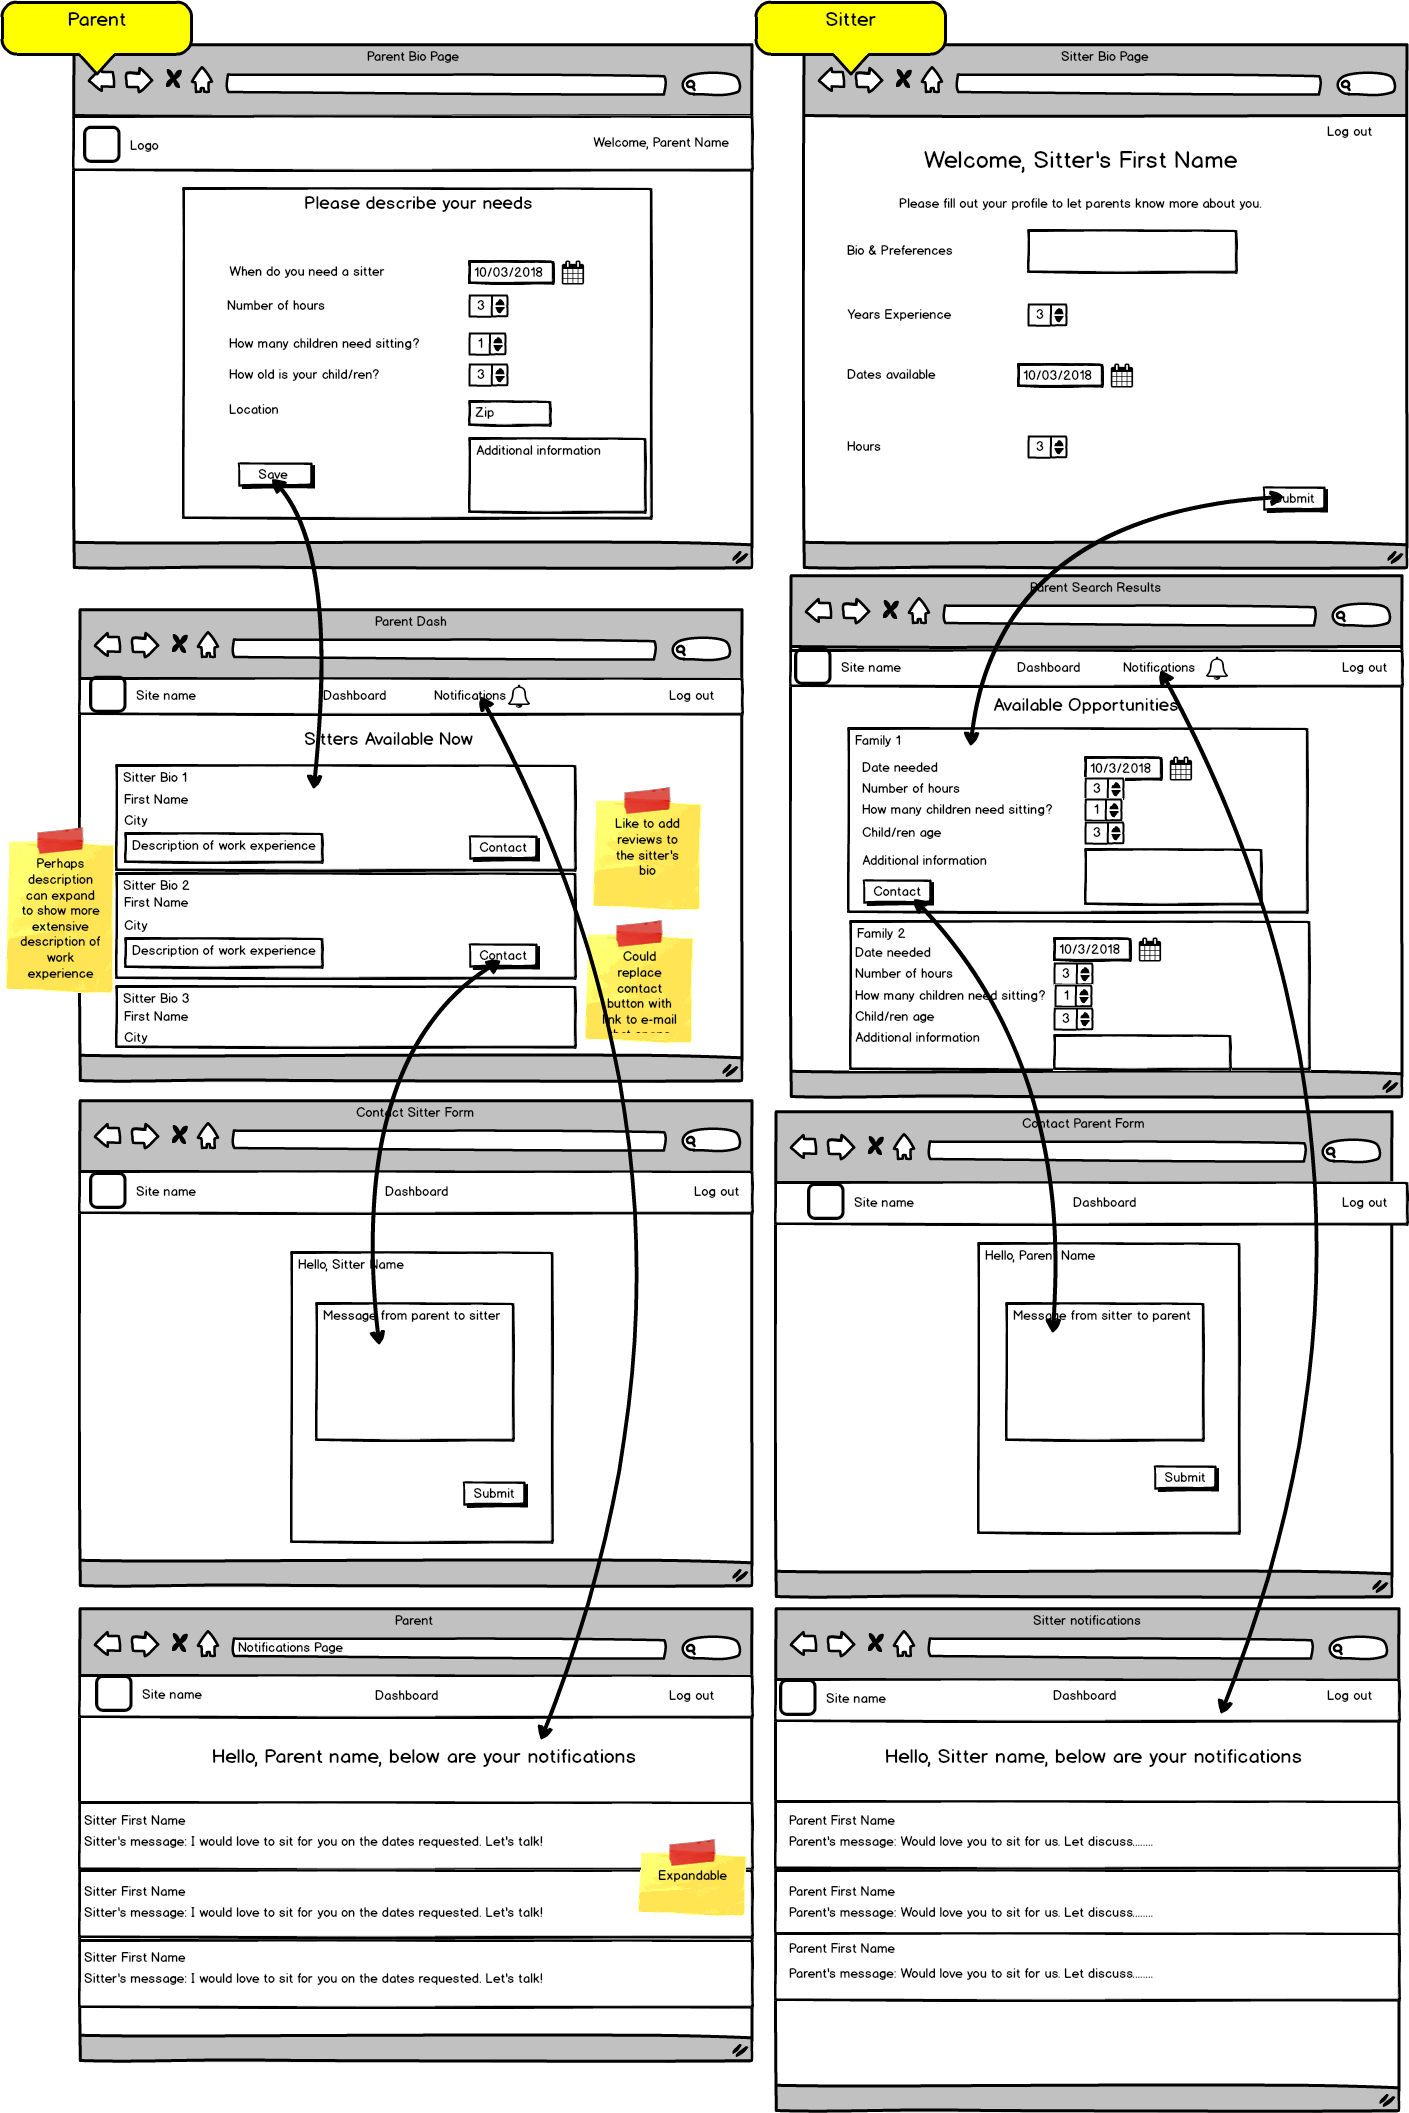 Parent
Parent Bio Page
Logo
Welcome, Parent Name
Please describe your needs
When do you need a sitter
10/03/2018
Number of hours
3
How many children need sitting?
1
How old is your child/ren?
3
Location
Zip
Additional information
Save
Parent Dash
Site name
Dashboard
Notifications
Log out
Sitters Available Now
Sitter Bio 1
First Name
City
Description of work experience
Contact
Sitter Bio 2
First Name
City
Description of work experience
Contact
Sitter Bio 3
First Name
City
Perhaps
description
can expand
to show more
extensive
description of
work
experience
Like to add
reviews to
the sitter's
bio
Could
replace
contact
button with
link to e-mail
Contact Sitter Form
Site name
Dashboard
Log out
Hello, Sitter Name
Message from parent to sitter
Submit
Parent
Notifications Page
Site name
Dashboard
Log out
Hello, Parent name, below are your notifications
Sitter First Name
Sitter's message: I would love to sit for you on the dates requested. Let's talk!
Expandable
Sitter First Name
Sitter's message: I would love to sit for you on the dates requested. Let's talk!
Sitter First Name
Sitter's message: I would love to sit for you on the dates requested. Let's talk!
Sitter
Sitter Bio Page
Log out
Welcome, Sitter's First Name
Please fill out your profile to let parents know more about you.
Bio & Preferences
Years Experience
3
Dates available
10/03/2018
Hours
3
Submit
Parent Search Results
Site name
Dashboard
Notifications
Log out
Available Opportunities
Family 1
Date needed
10/3/2018
Number of hours
3
How many children need sitting?
1
Child/ren age
3
Additional information
Contact
Family 2
Date needed
10/3/2018
Number of hours
3
How many children need sitting?
1
Child/ren age
3
Additional information
Contact Parent Form
Site name
Dashboard
Log out
Hello, Parent Name
Message from sitter to parent
Submit
Sitter notifications
Site name
Dashboard
Log out
Hello, Sitter name, below are your notifications
Parent First Name
Parent's message: Would love you to sit for us. Let discuss........
Parent First Name
Parent's message: Would love you to sit for us. Let discuss........
Parent First Name
Parent's message: Would love you to sit for us. Let discuss........